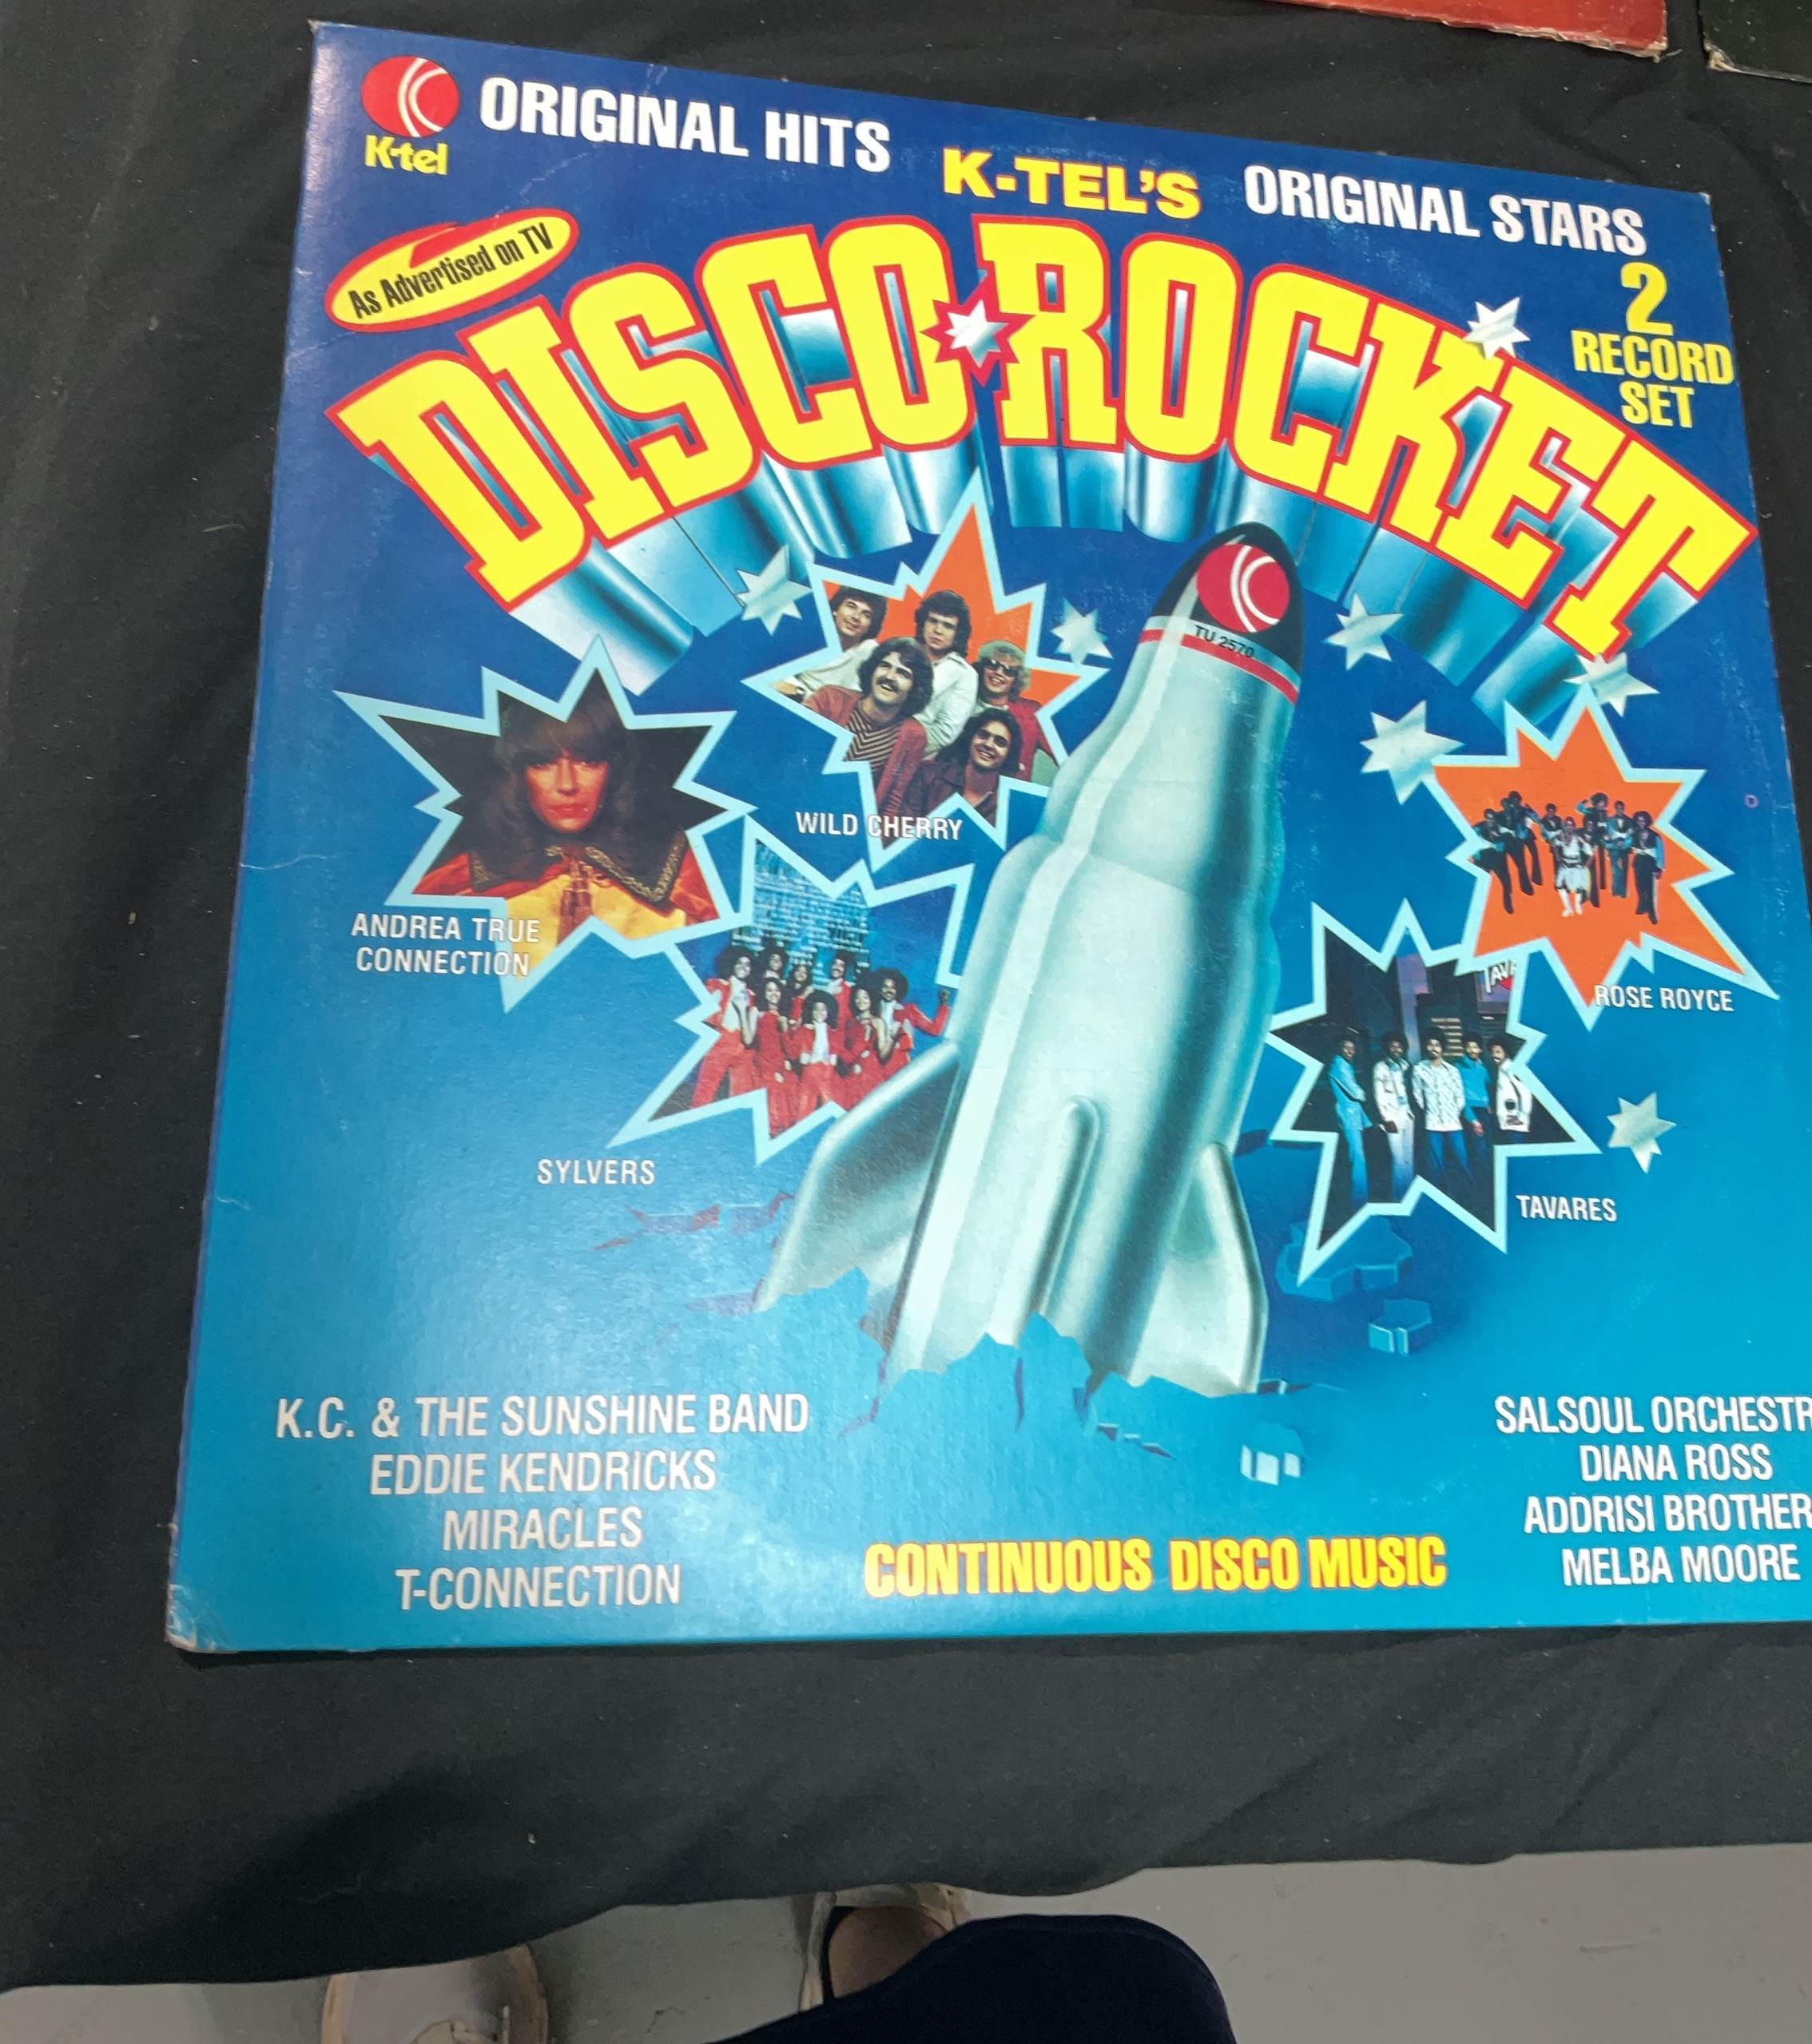 ORIGINAL HITS
K-TEL'S
ORIGINAL STARS
K-tel
As Advertised on TV
DISCO ROCKET
2
RECORD
SET
TU 2570
WILD CHERRY
ANDREA TRUE
CONNECTION
ROSE ROYCE
TAVA
SYLVERS
TAVARES
K.C. & THE SUNSHINE BAND
EDDIE KENDRICKS
MIRACLES
T-CONNECTION
CONTINUOUS DISCO MUSIC
SALSOUL ORCHESTR
DIANA ROSS
ADDRISI BROTHER
MELBA MOORE